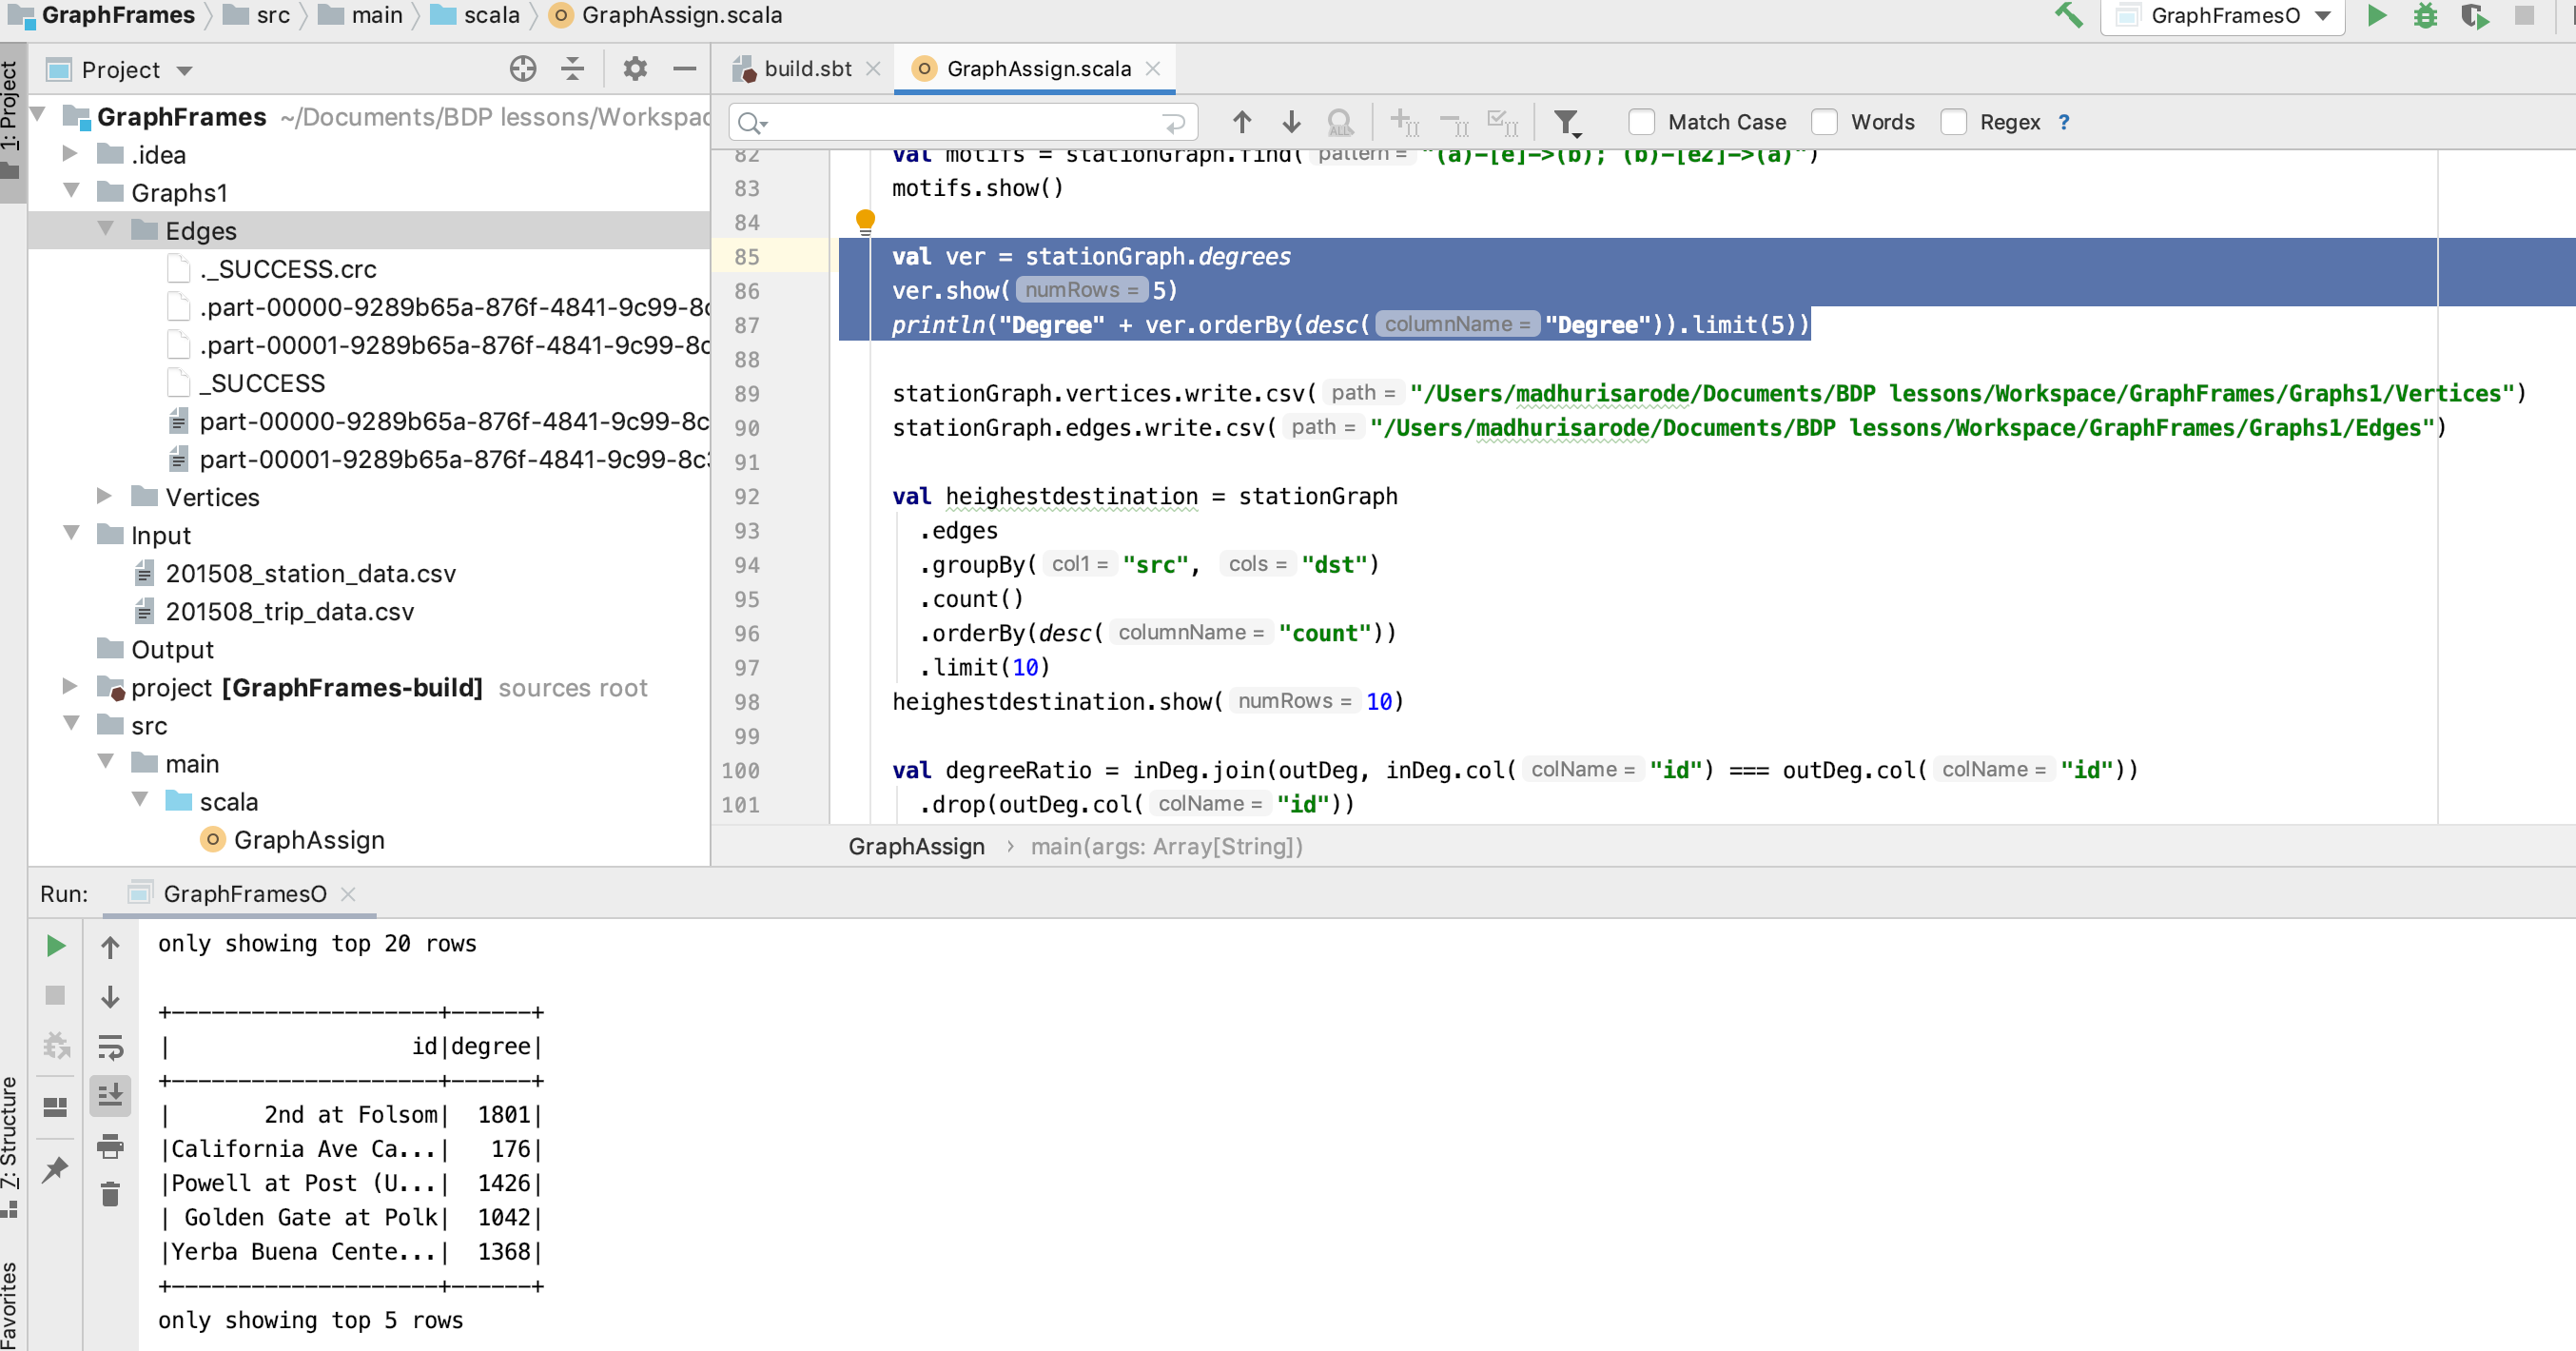 GraphFrames src main scala GraphAssign.scala GraphFramesO
1: Project
Project
build.sbt GraphAssign.scala
Match Case Words Regex ?
GraphFrames ~/Documents/BDP lessons/Workspac
.idea
Graphs1
Edges
._SUCCESS.crc
.part-00000-9289b65a-876f-4841-9c99-8c
.part-00001-9289b65a-876f-4841-9c99-8c
_SUCCESS
part-00000-9289b65a-876f-4841-9c99-8c
part-00001-9289b65a-876f-4841-9c99-8c
Vertices
Input
201508_station_data.csv
201508_trip_data.csv
Output
project [GraphFrames-build] sources root
src
main
scala
GraphAssign
82 val motifs = stationGraph.find( pattern = "(a)-[e]->(b); (b)-[e2]->(a)")
83 motifs.show()
84
85 val ver = stationGraph.degrees
86 ver.show( numRows = 5)
87 println("Degree" + ver.orderBy(desc( columnName = "Degree")).limit(5))
88
89 stationGraph.vertices.write.csv( path = "/Users/madhurisarode/Documents/BDP lessons/Workspace/GraphFrames/Graphs1/Vertices")
90 stationGraph.edges.write.csv( path = "/Users/madhurisarode/Documents/BDP lessons/Workspace/GraphFrames/Graphs1/Edges")
91
92 val heighestdestination = stationGraph
93 .edges
94 .groupBy( col1 = "src", cols = "dst")
95 .count()
96 .orderBy(desc( columnName = "count"))
97 .limit(10)
98 heighestdestination.show( numRows = 10)
99
100 val degreeRatio = inDeg.join(outDeg, inDeg.col( colName = "id") === outDeg.col( colName = "id"))
101 .drop(outDeg.col( colName = "id"))
GraphAssign › main(args: Array[String])
Run: GraphFramesO
7: Structure
Favorites
only showing top 20 rows
+--------------------+------+
|                  id|degree|
+--------------------+------+
|       2nd at Folsom|  1801|
|California Ave Ca...|   176|
|Powell at Post (U...|  1426|
| Golden Gate at Polk|  1042|
|Yerba Buena Cente...|  1368|
+--------------------+------+
only showing top 5 rows